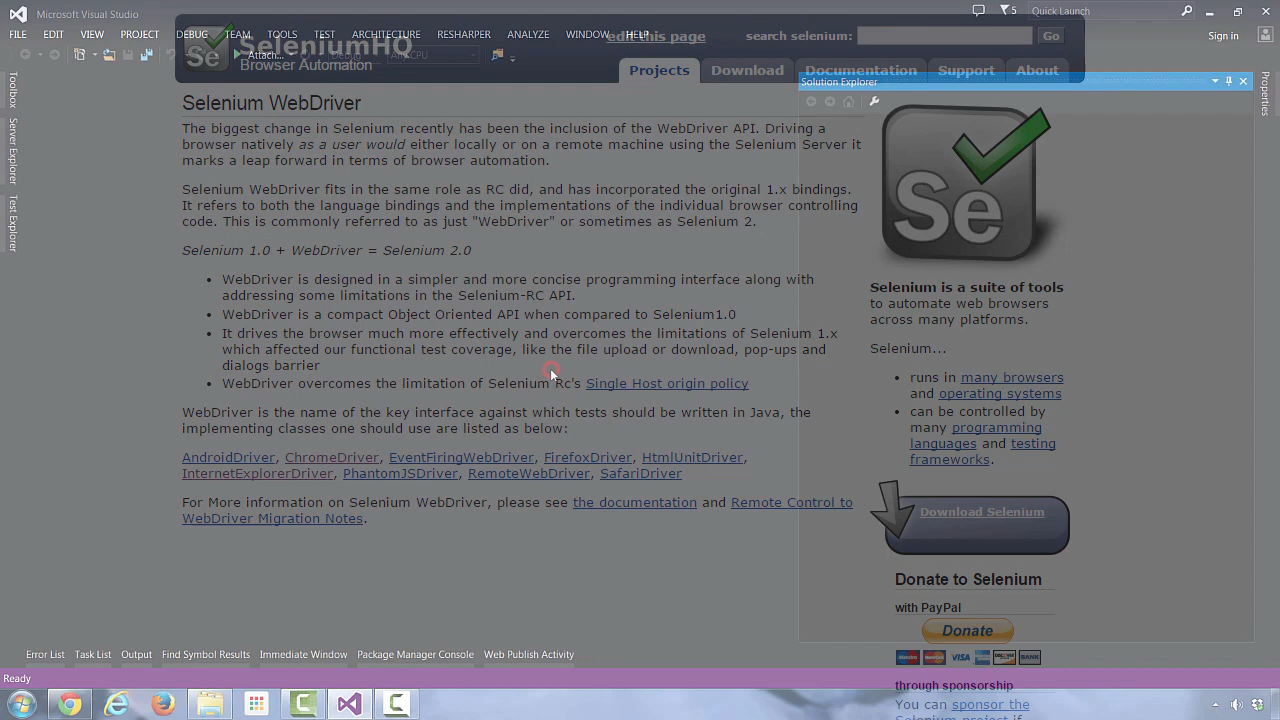 Microsoft Visual Studio
5
Quick Launch
FILE EDIT VIEW PROJECT DEBUG TEAM TOOLS TEST ARCHITECTURE RESHARPER ANALYZE WINDOW HELP
Sign in
Attach...
Debug
CPU
SeleniumHQ
Browser Automation
Se
edit this page
search selenium:
Go
Projects Download Documentation Support About
Solution Explorer
Toolbox
Server Explorer
Test Explorer
Properties
Selenium WebDriver
The biggest change in Selenium recently has been the inclusion of the WebDriver API. Driving a
browser natively as a user would either locally or on a remote machine using the Selenium Server it
marks a leap forward in terms of browser automation.
Selenium WebDriver fits in the same role as RC did, and has incorporated the original 1.x bindings.
It refers to both the language bindings and the implementations of the individual browser controlling
code. This is commonly referred to as just "WebDriver" or sometimes as Selenium 2.
Selenium 1.0 + WebDriver = Selenium 2.0
• WebDriver is designed in a simpler and more concise programming interface along with
addressing some limitations in the Selenium-RC API.
• WebDriver is a compact Object Oriented API when compared to Selenium1.0
• It drives the browser much more effectively and overcomes the limitations of Selenium 1.x
which affected our functional test coverage, like the file upload or download, pop-ups and
dialogs barrier
• WebDriver overcomes the limitation of Selenium Rc's Single Host origin policy
WebDriver is the name of the key interface against which tests should be written in Java, the
implementing classes one should use are listed as below:
AndroidDriver, ChromeDriver, EventFiringWebDriver, FirefoxDriver, HtmlUnitDriver,
InternetExplorerDriver, PhantomJSDriver, RemoteWebDriver, SafariDriver
For More information on Selenium WebDriver, please see the documentation and Remote Control to
WebDriver Migration Notes.
Se
Selenium is a suite of tools
to automate web browsers
across many platforms.
Selenium...
• runs in many browsers
and operating systems
• can be controlled by
many programming
languages and testing
frameworks.
Download Selenium
Donate to Selenium
with PayPal
Donate
VISA
BANK
through sponsorship
You can sponsor the
Selenium project if
Error List Task List Output Find Symbol Results Immediate Window Package Manager Console Web Publish Activity
Ready